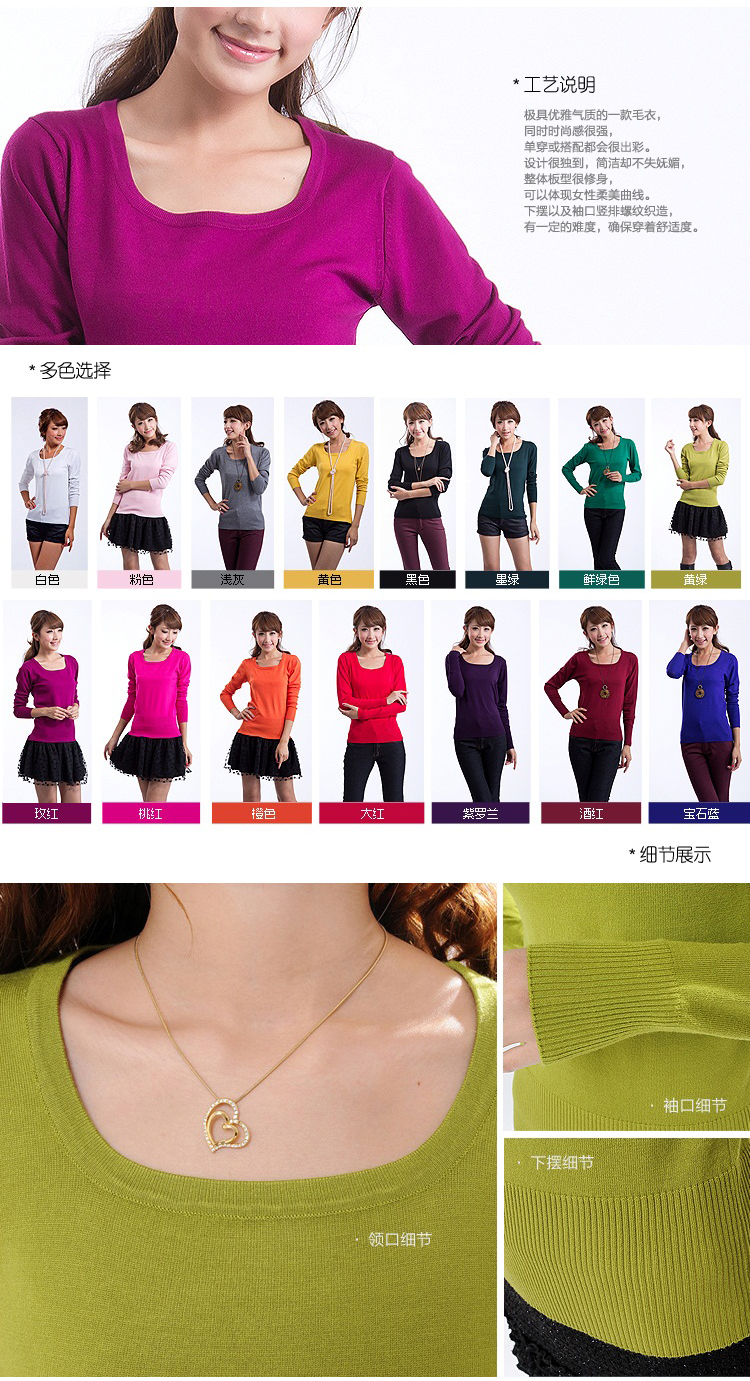 * 工艺说明
极具优雅气质的一款毛衣，
同时时尚感很强，
单穿或搭配都会很出彩。
设计很独到，简洁却不失妩媚，
整体板型很修身，
可以体现女性柔美曲线。
下摆以及袖口竖排螺纹织造，
有一定的难度，确保穿着舒适度。
* 多色选择
白色
粉色
浅灰
黄色
黑色
墨绿
鲜绿色
黄绿
玫红
桃红
橙色
大红
紫罗兰
酒红
宝石蓝
* 细节展示
· 袖口细节
· 下摆细节
· 领口细节